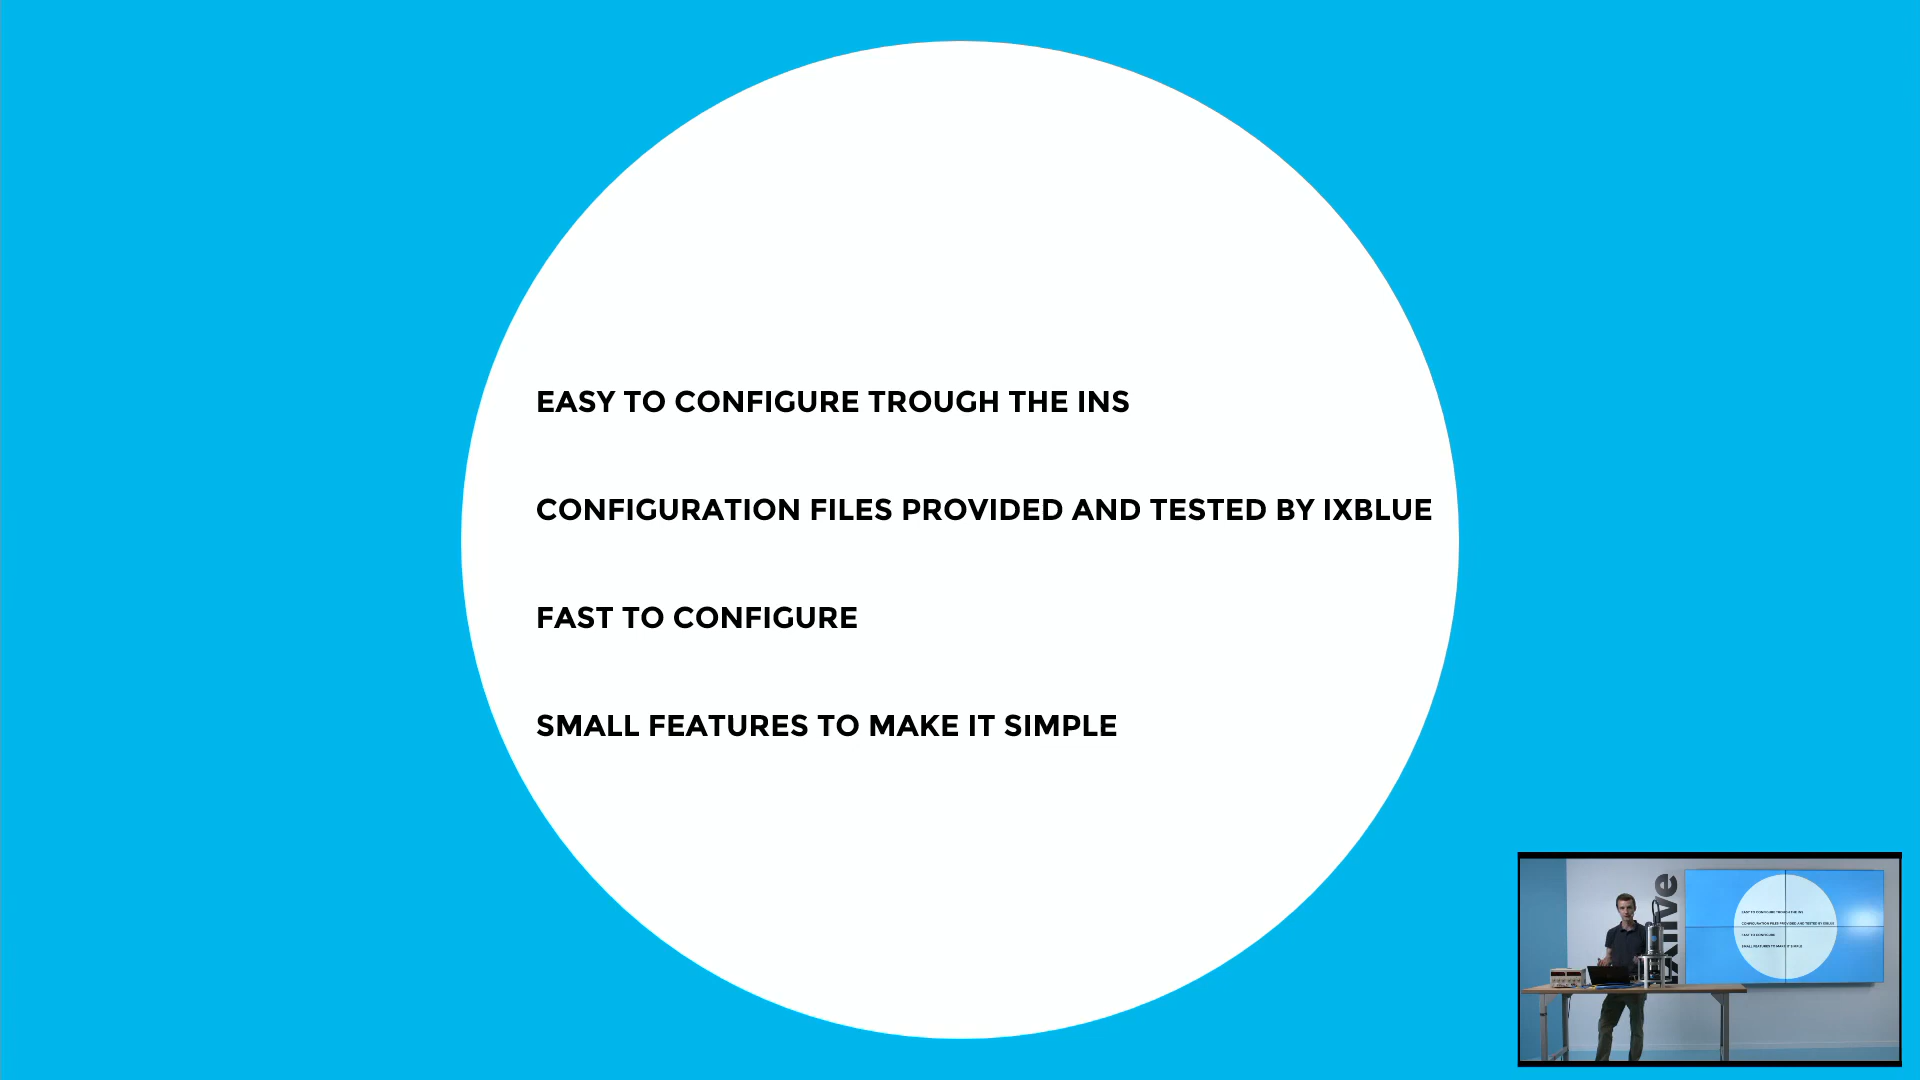 EASY TO CONFIGURE TROUGH THE INS
CONFIGURATION FILES PROVIDED AND TESTED BY IXBLUE
FAST TO CONFIGURE
SMALL FEATURES TO MAKE IT SIMPLE